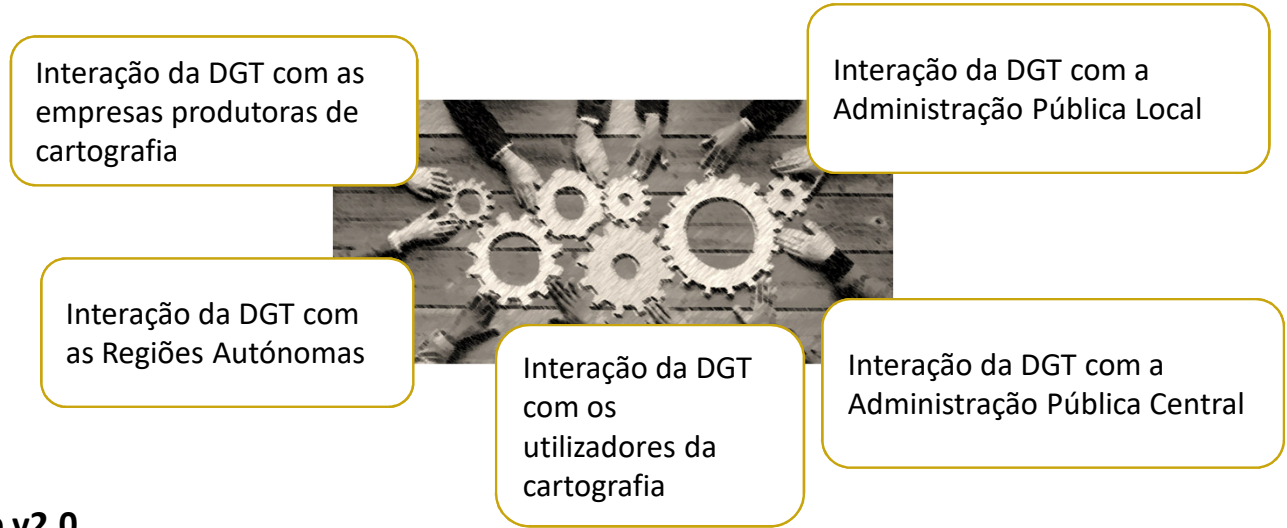 Interação da DGT com as
empresas produtoras de
cartografia
Interação da DGT com a
Administração Pública Local
Interação da DGT com
as Regiões Autónomas
Interação da DGT
com os
utilizadores da
cartografia
Interação da DGT com a
Administração Pública Central
v2.0